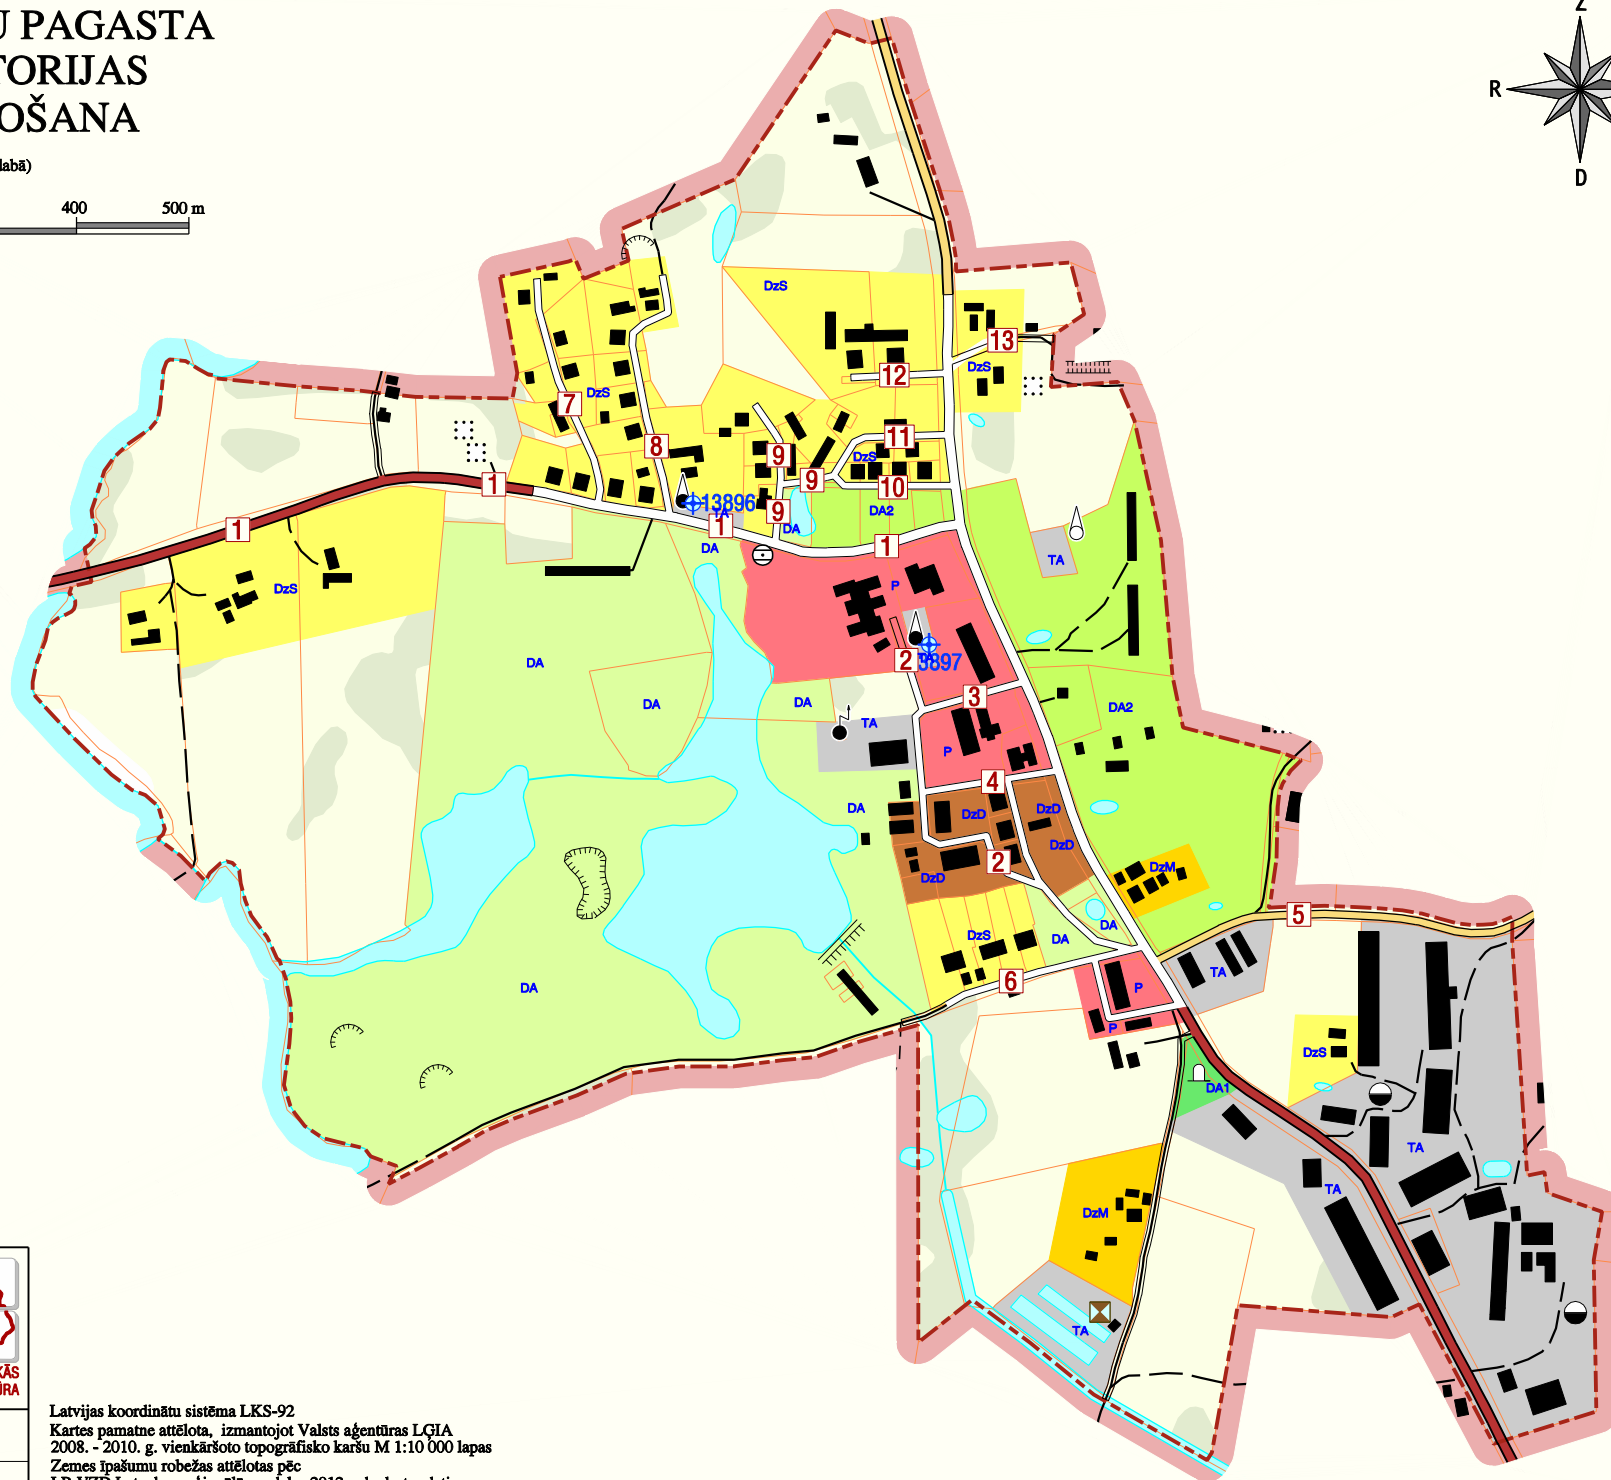 PAGASTA
Z
R
D
400 500 m
DzS
13
DzS
12
DzS
7
11
8
9
DzS
1
9
10
13896
TA
9
DA2
1
DA
1
DA
1
TA
P
DzS
2
3897
DA
3
DA
DA
DA2
TA
P
4
DA
DzD
DzD
DzD
2
DzM
DzD
5
DA
DzS
DA
TA
6
DA
P
P
DzS
DA1
TA
TA
DzM
TA
Latvijas koordinātu sistēma LKS-92
Kartes pamatne attēlota, izmantojot Valsts aģentūras LĢIA
2008. - 2010. g. vienkāršoto topogrāfisko karšu M 1:10 000 lapas
Zemes īpašumu robežas attēlotas pēc